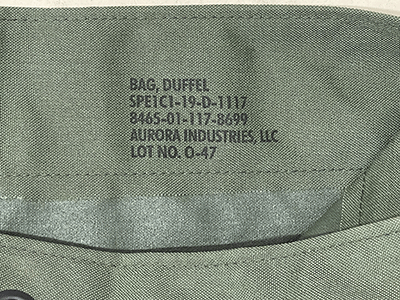 BAG, DUFFEL
SPE1C1-19-D-1117
8465-01-117-8699
AURORA INDUSTRIES, LLC
LOT NO. O-47